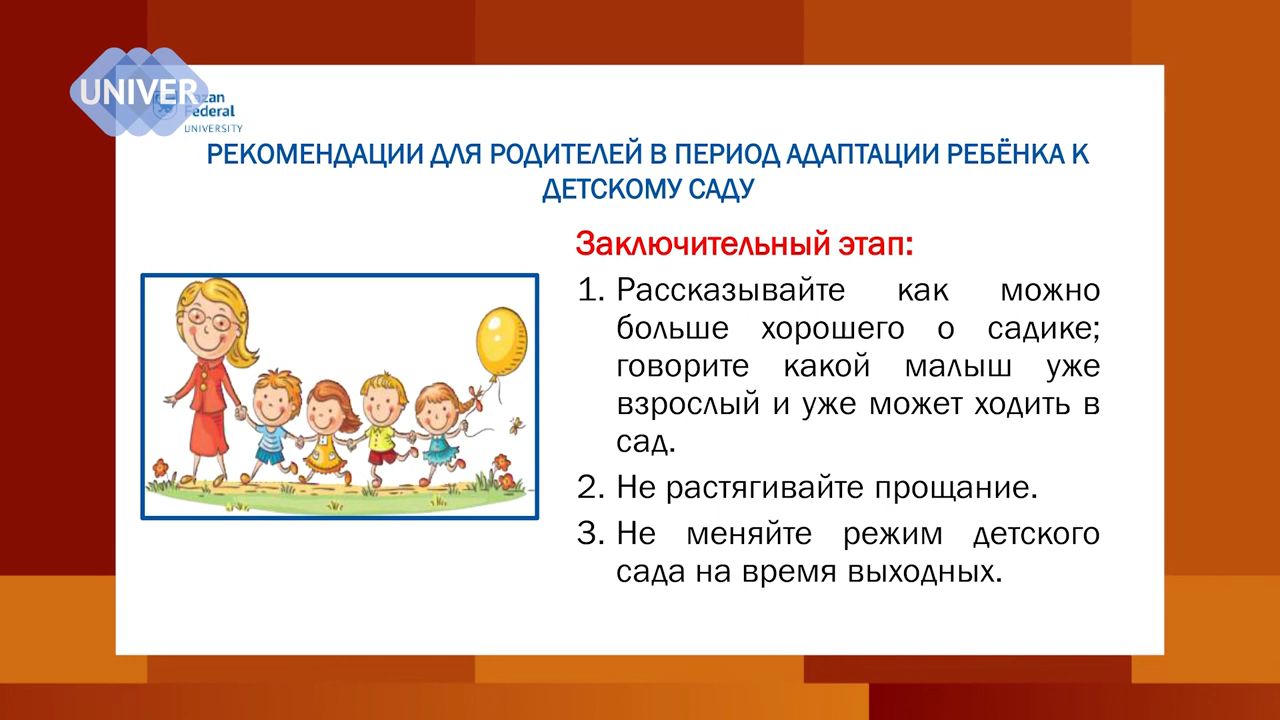 UNIVER
Federal
UNIVERSITY
РЕКОМЕНДАЦИИ ДЛЯ РОДИТЕЛЕЙ В ПЕРИОД АДАПТАЦИИ РЕБЁНКА К
ДЕТСКОМУ САДУ
Заключительный этап:
1. Рассказывайте как можно
больше хорошего о садике;
говорите какой малыш уже
взрослый и уже может ходить в
сад.
2. Не растягивайте прощание.
3. Не меняйте режим детского
сада на время выходных.